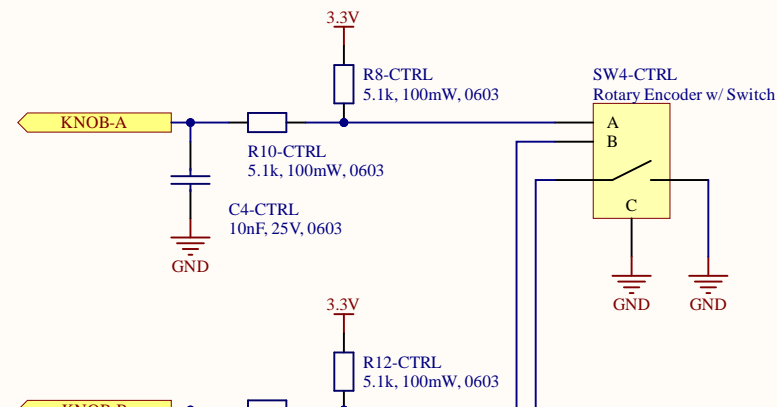 3.3V
R8-CTRL
5.1k, 100mW, 0603
SW4-CTRL
Rotary Encoder w/ Switch
KNOB-A
A
B
R10-CTRL
5.1k, 100mW, 0603
C4-CTRL
10nF, 25V, 0603
C
GND
GND
GND
3.3V
R12-CTRL
5.1k, 100mW, 0603